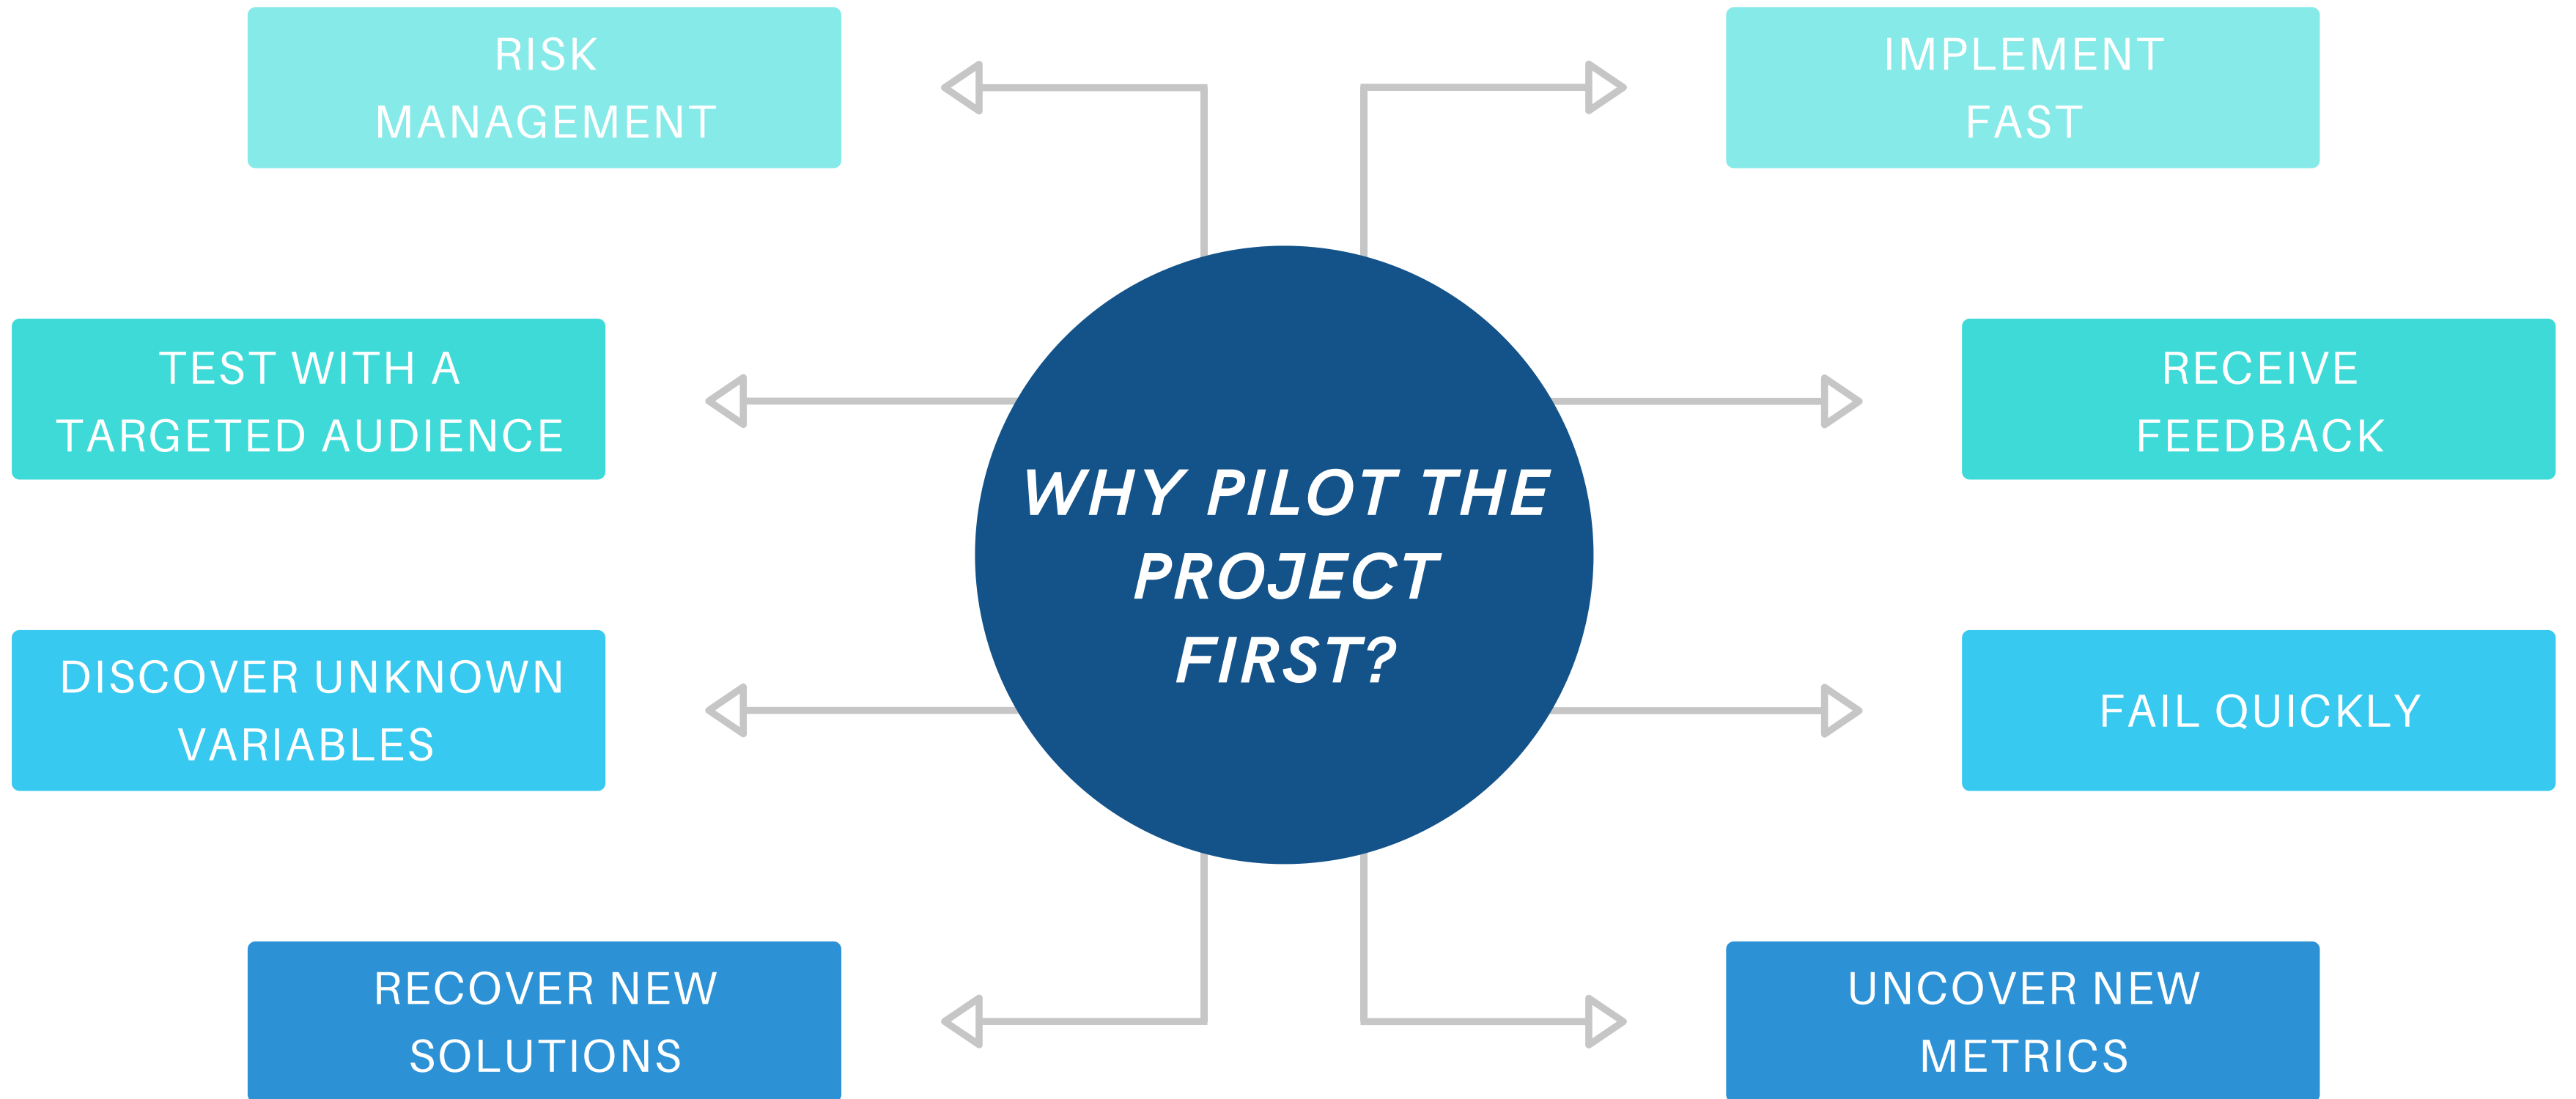 RISK
MANAGEMENT
IMPLEMENT
FAST
TEST WITH A
TARGETED AUDIENCE
RECEIVE
FEEDBACK
WHY PILOT THE
PROJECT
FIRST?
DISCOVER UNKNOWN
VARIABLES
FAIL QUICKLY
RECOVER NEW
SOLUTIONS
UNCOVER NEW
METRICS